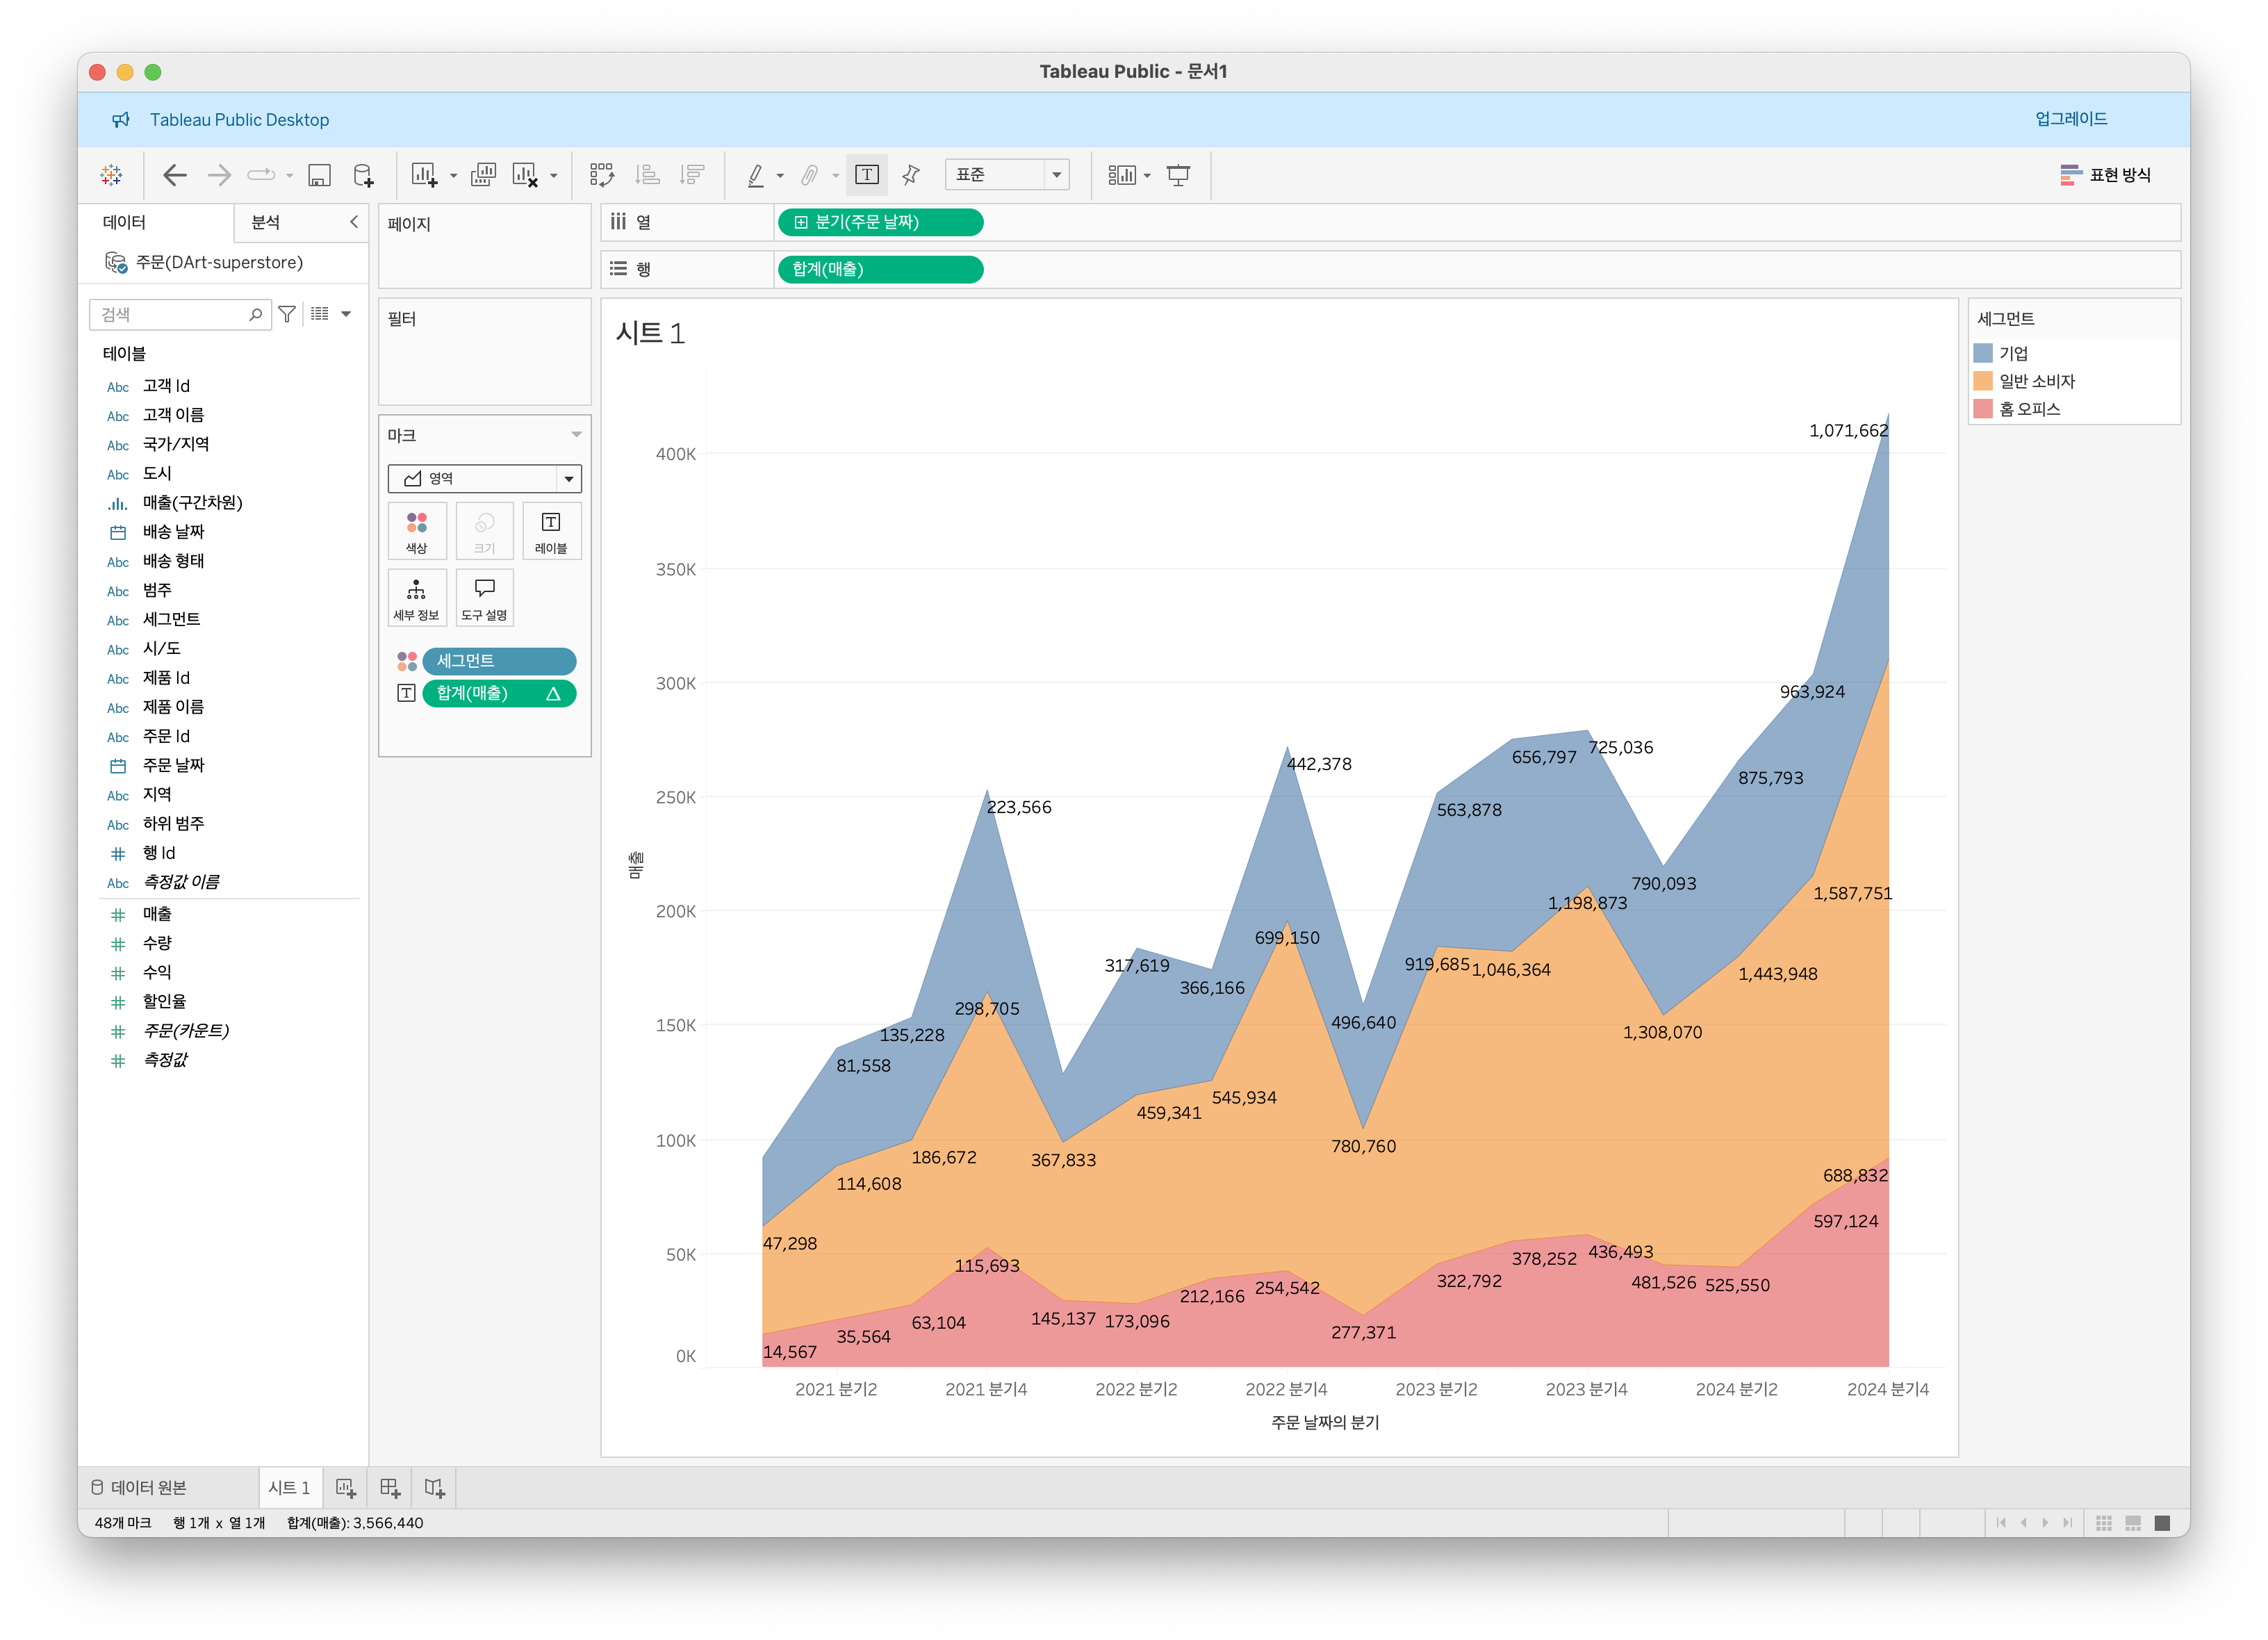 Tableau Public - 문서1
Tableau Public Desktop
업그레이드
표준
표현 방식
데이터
분석
주문(DArt-superstore)
검색
테이블
Abc 고객 Id
Abc 고객 이름
Abc 국가/지역
Abc 도시
매출(구간차원)
배송 날짜
Abc 배송 형태
Abc 범주
Abc 세그먼트
Abc 시/도
Abc 제품 Id
Abc 제품 이름
Abc 주문 Id
주문 날짜
Abc 지역
Abc 하위 범주
행 Id
Abc 측정값 이름
매출
수량
수익
할인율
주문(카운트)
측정값
페이지
필터
마크
영역
색상
크기
레이블
세부 정보
도구 설명
세그먼트
합계(매출)
열
분기(주문 날짜)
행
합계(매출)
시트 1
매출
400K
350K
300K
250K
200K
150K
100K
50K
0K
1,071,662
963,924
725,036
656,797
442,378
875,793
223,566
563,878
790,093
1,587,751
1,198,873
699,150
317,619
919,685
1,046,364
1,443,948
366,166
298,705
496,640
1,308,070
135,228
81,558
545,934
459,341
780,760
186,672
367,833
688,832
114,608
597,124
47,298
436,493
378,252
115,693
322,792
481,526
525,550
254,542
212,166
145,137
173,096
63,104
277,371
35,564
14,567
2021 분기2
2021 분기4
2022 분기2
2022 분기4
2023 분기2
2023 분기4
2024 분기2
2024 분기4
주문 날짜의 분기
세그먼트
기업
일반 소비자
홈 오피스
데이터 원본
시트 1
48개 마크
행 1개 x 열 1개
합계(매출): 3,566,440